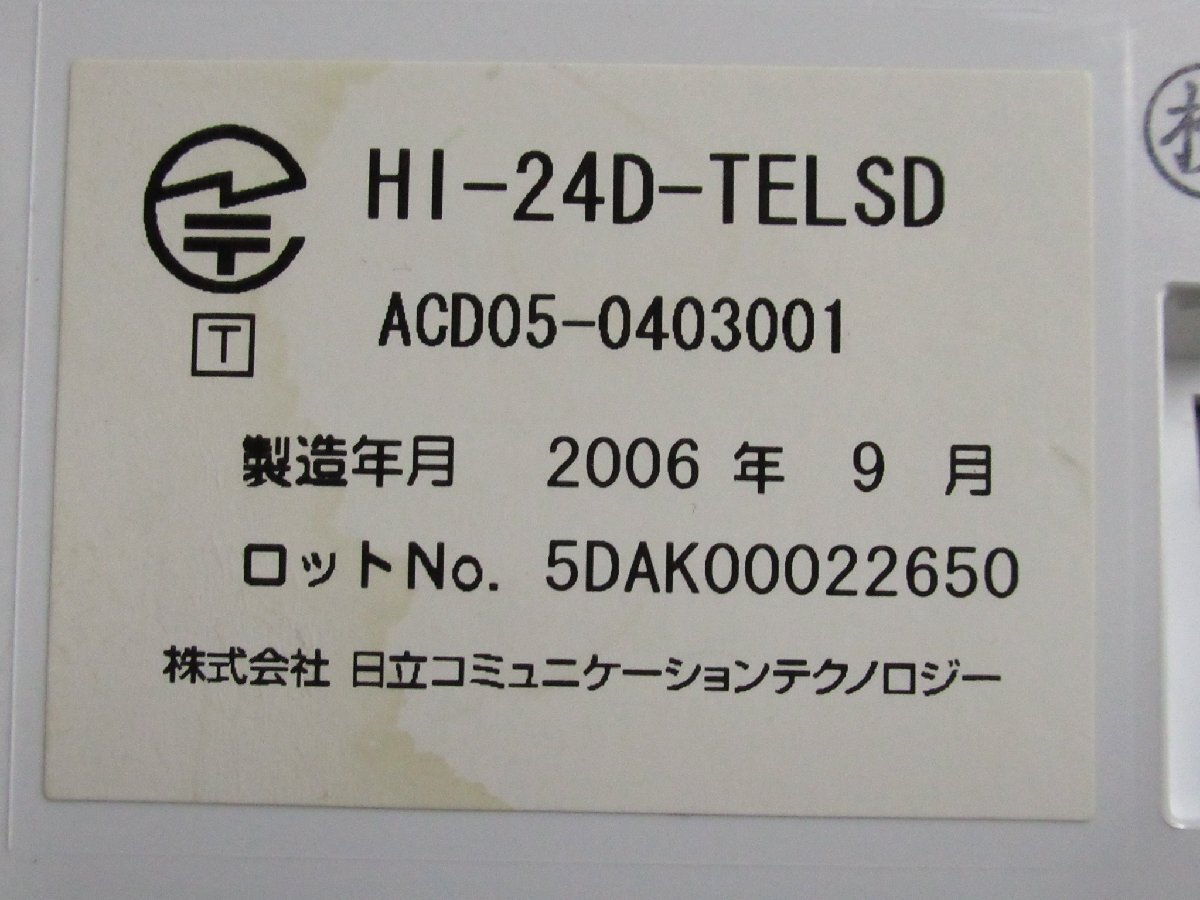 HI-24D-TELSD
T
ACD05-0403001
製造年月 2006 年 9 月
ロットNo. 5DAK00022650
株式会社 日立コミュニケーションテクノロジー